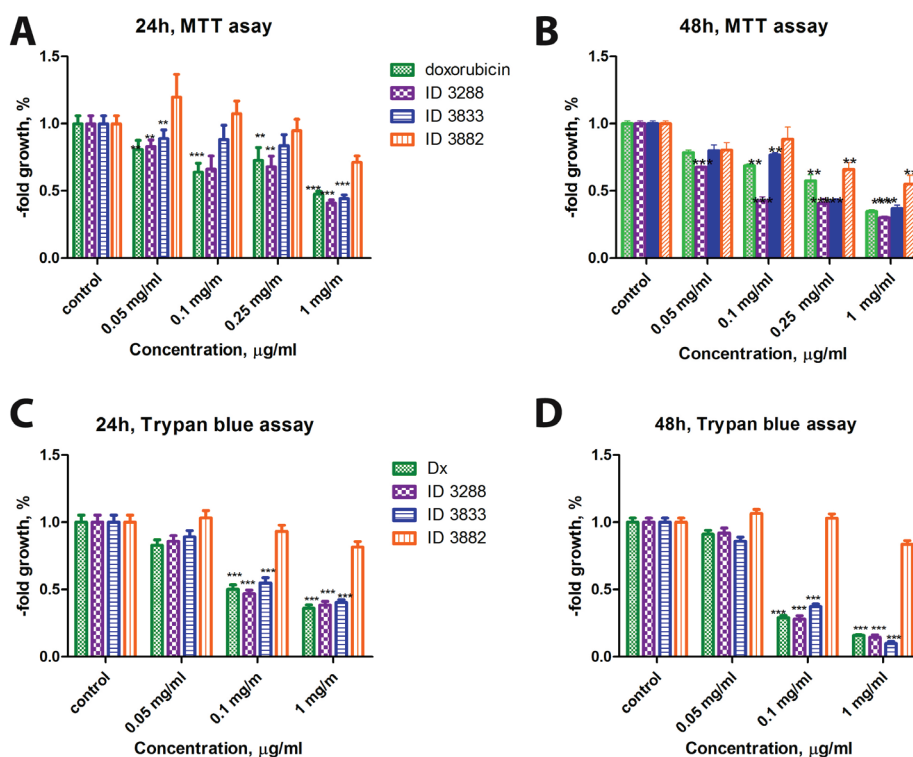 A
24h, MTT asay
-fold growth, %
1.5
1.0
0.5
0.0
doxorubicin
ID 3288
ID 3833
ID 3882
** ** **
*** ** **
*** *** ***
control
0.05 mg/ml
0.1 mg/m
0.25 mg/m
1 mg/m
Concentration, μg/ml
B
48h, MTT assay
-fold growth, %
1.5
1.0
0.5
0.0
*** ** *** ** ** ****** ** ***** **
control
0.05 mg/ml
0.1 mg/ml
0.25 mg/ml
1 mg/ml
Concentration, μg/ml
C
24h, Trypan blue assay
-fold growth, %
1.5
1.0
0.5
0.0
Dx
ID 3288
ID 3833
ID 3882
*** *** ***
*** *** ***
control
0.05 mg/ml
0.1 mg/m
1 mg/m
Concentration, μg/ml
D
48h, Trypan blue assay
-fold growth, %
1.5
1.0
0.5
0.0
*** *** ***
*** *** ***
control
0.05 mg/ml
0.1 mg/ml
1 mg/ml
Concentration, μg/ml